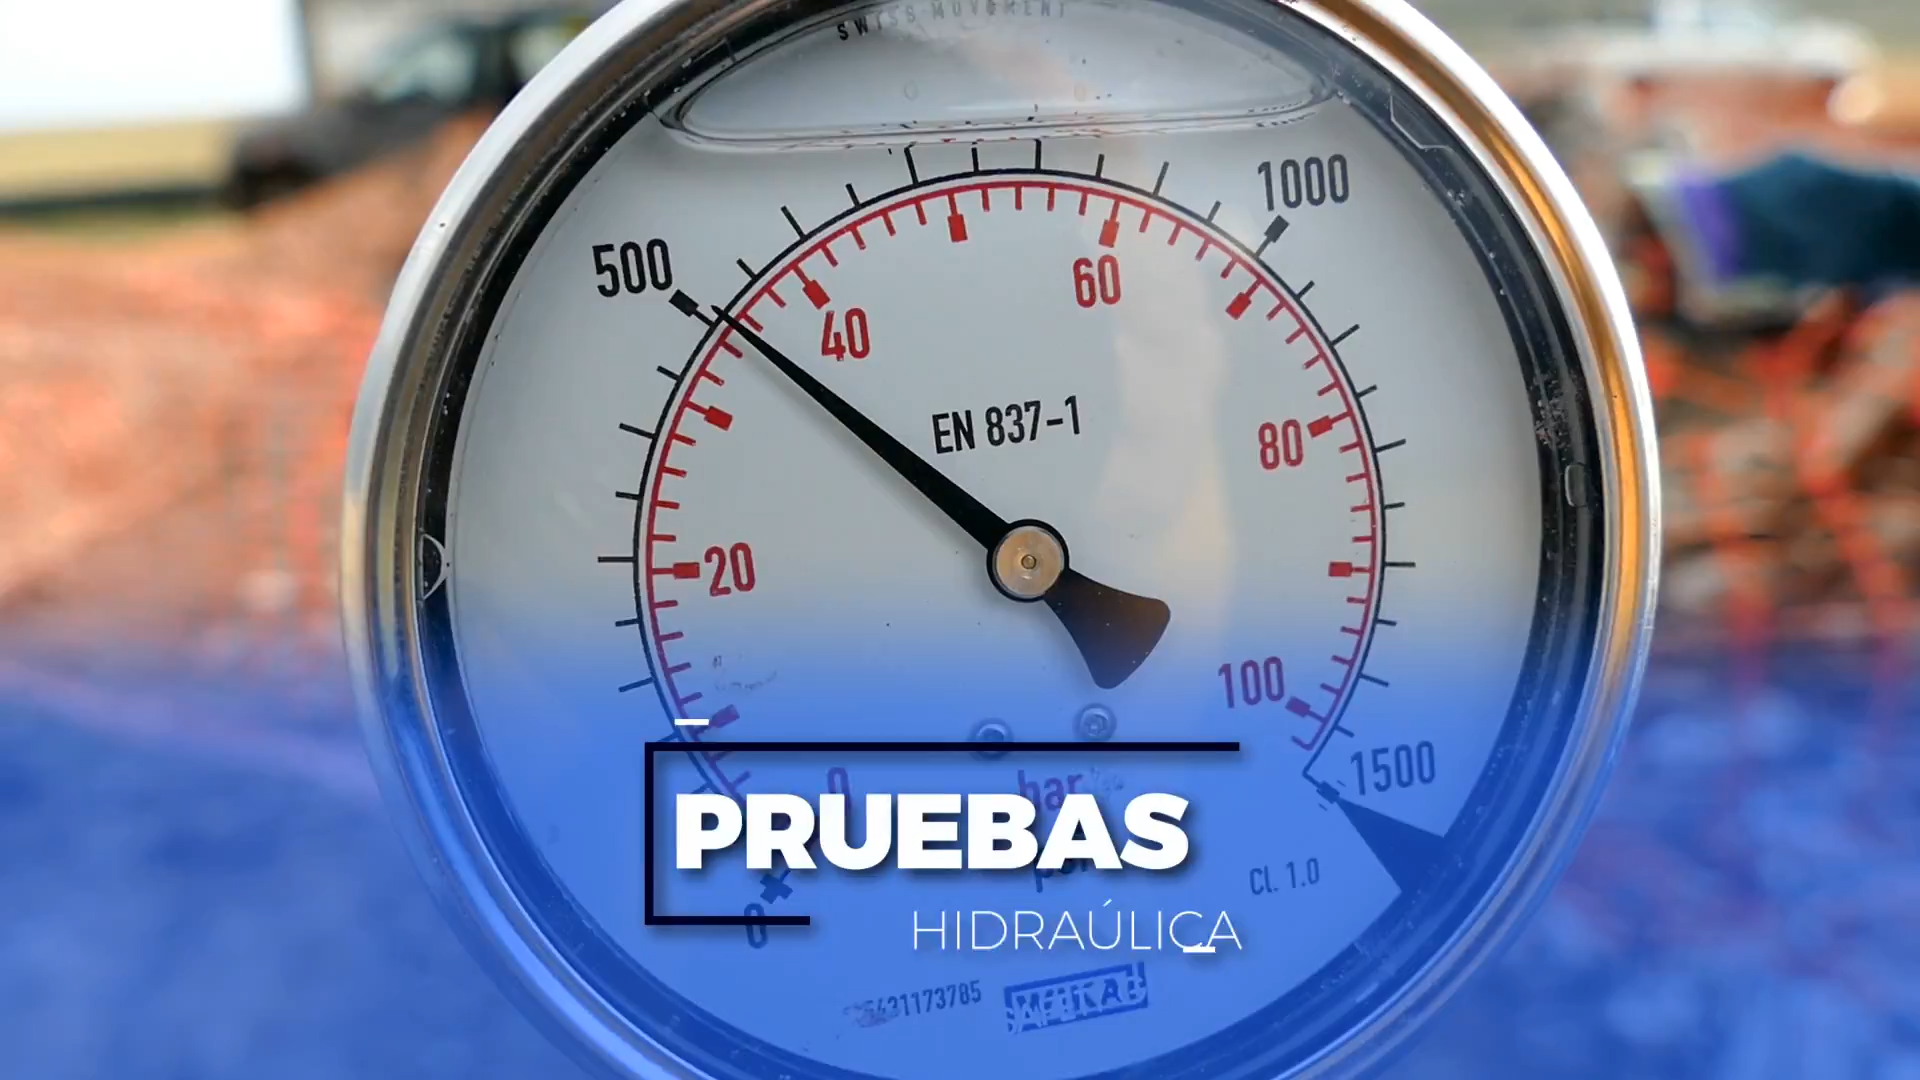 SWISS MOVEMENT
1000
500
60
40
EN 837-1
80
20
100
1500
0
bar
PRUEBAS
psi
Cl. 1.0
0
HIDRAÚLICA